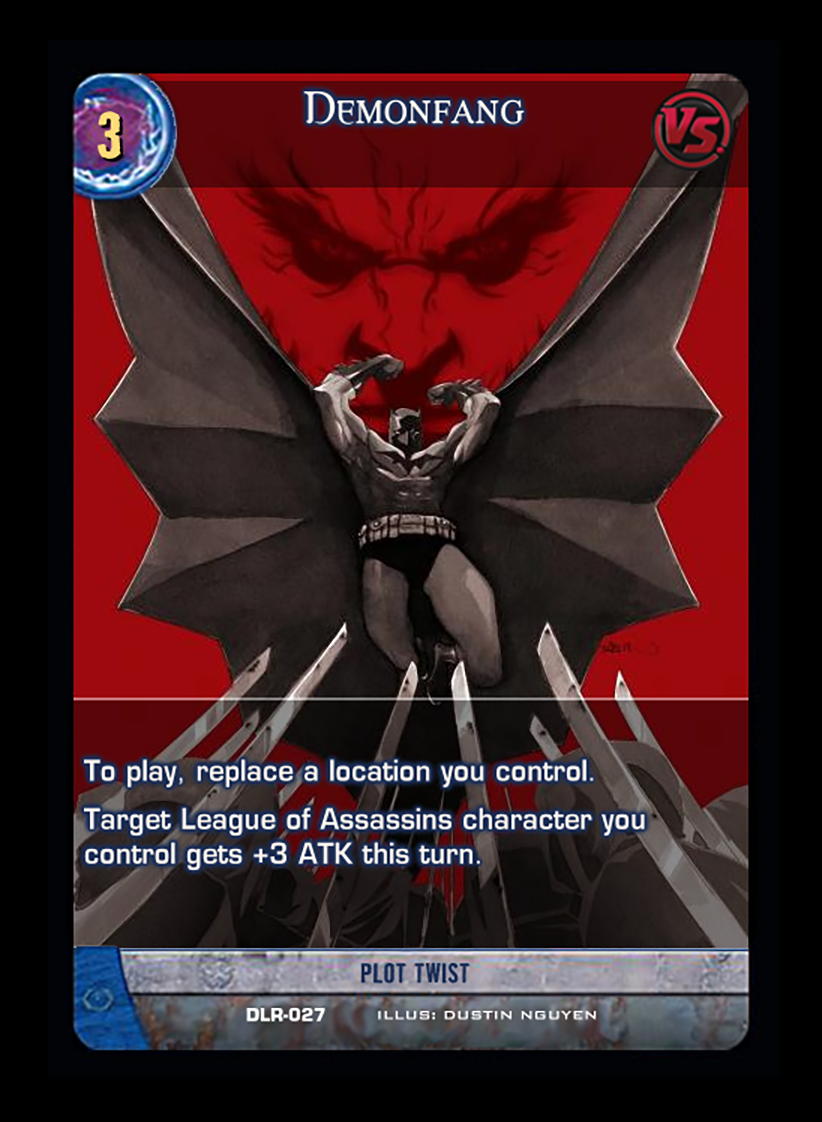 3
Demonfang
VS.
To play, replace a location you control.
Target League of Assassins character you
control gets +3 ATK this turn.
PLOT TWIST
DLR-027 ILLUS: DUSTIN NGUYEN